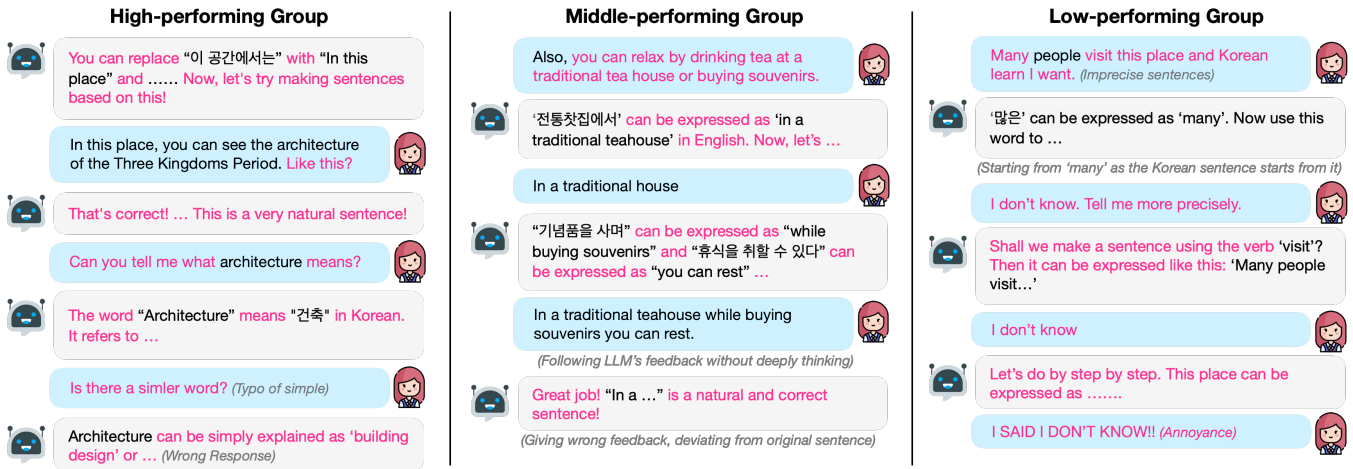 High-performing Group
You can replace “이 공간에서는” with “In this
place” and …… Now, let's try making sentences
based on this!
In this place, you can see the architecture
of the Three Kingdoms Period. Like this?
That's correct! … This is a very natural sentence!
Can you tell me what architecture means?
The word “Architecture” means "건축" in Korean.
It refers to …
Is there a simler word? (Typo of simple)
Architecture can be simply explained as ‘building
design’ or … (Wrong Response)
Middle-performing Group
Also, you can relax by drinking tea at a
traditional tea house or buying souvenirs.
‘전통찻집에서’ can be expressed as ‘in a
traditional teahouse’ in English. Now, let’s …
In a traditional house
“기념품을 사며” can be expressed as “while
buying souvenirs” and “휴식을 취할 수 있다” can
be expressed as “you can rest” …
In a traditional teahouse while buying
souvenirs you can rest.
(Following LLM’s feedback without deeply thinking)
Great job! “In a …” is a natural and correct
sentence!
(Giving wrong feedback, deviating from original sentence)
Low-performing Group
Many people visit this place and Korean
learn I want. (Imprecise sentences)
‘많은’ can be expressed as ‘many’. Now use this
word to …
(Starting from ‘many’ as the Korean sentence starts from it)
I don’t know. Tell me more precisely.
Shall we make a sentence using the verb ‘visit’?
Then it can be expressed like this: ‘Many people
visit…’
I don’t know
Let’s do by step by step. This place can be
expressed as …….
I SAID I DON’T KNOW!! (Annoyance)